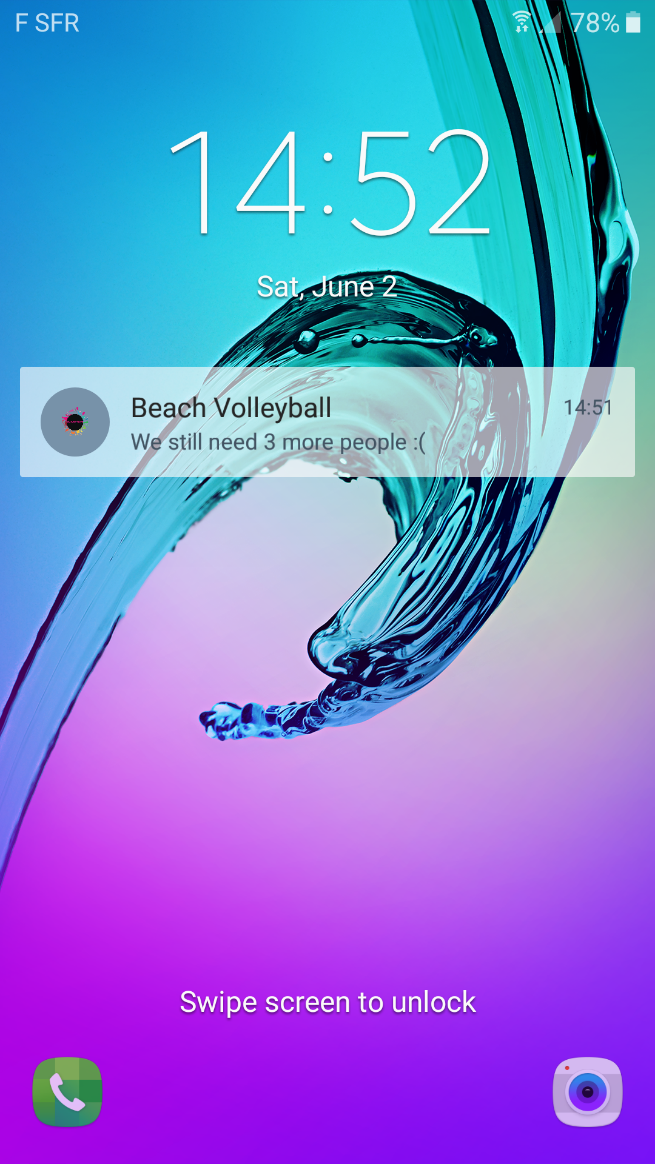 F SFR 78%
14:52
Sat, June 2
Beach Volleyball 14:51
We still need 3 more people :(
Swipe screen to unlock